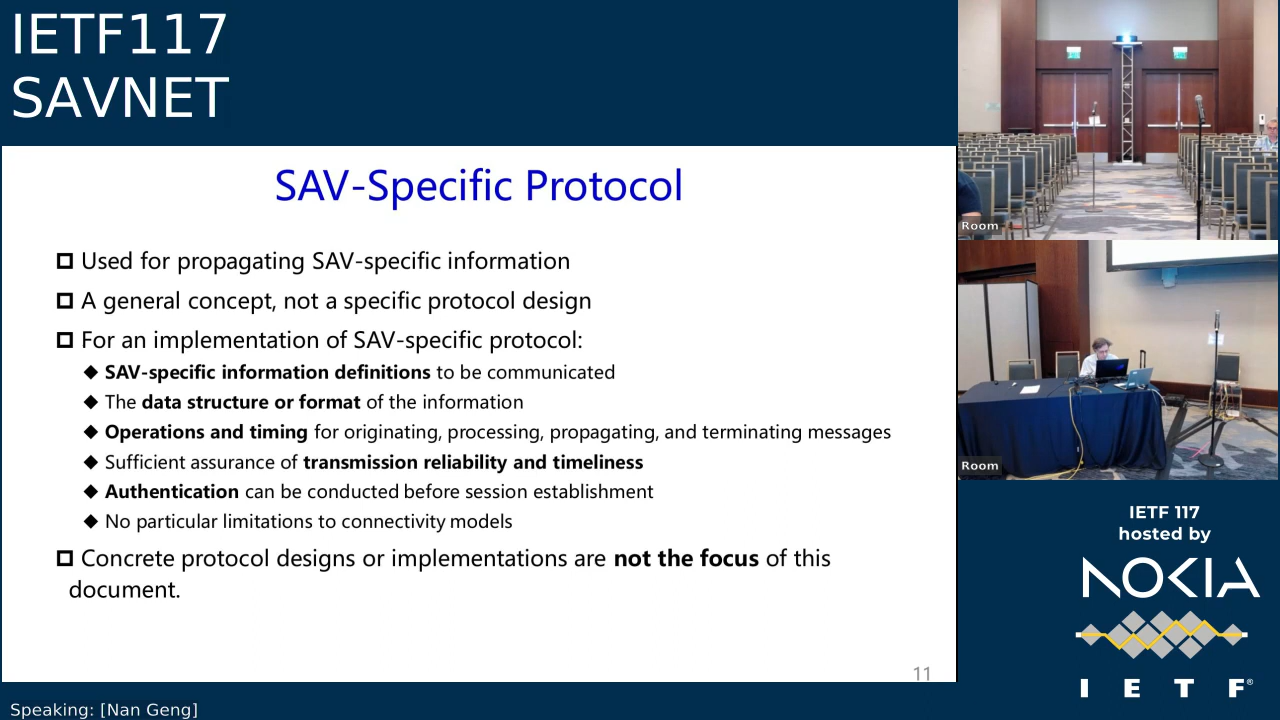 IETF117
SAVNET
SAV-Specific Protocol
Used for propagating SAV-specific information
A general concept, not a specific protocol design
For an implementation of SAV-specific protocol:
SAV-specific information definitions to be communicated
The data structure or format of the information
Operations and timing for originating, processing, propagating, and terminating messages
Sufficient assurance of transmission reliability and timeliness
Authentication can be conducted before session establishment
No particular limitations to connectivity models
Concrete protocol designs or implementations are not the focus of this
document.
11
Speaking: [Nan Geng]
Room
Room
IETF 117
hosted by
NOKIA
I E T F®